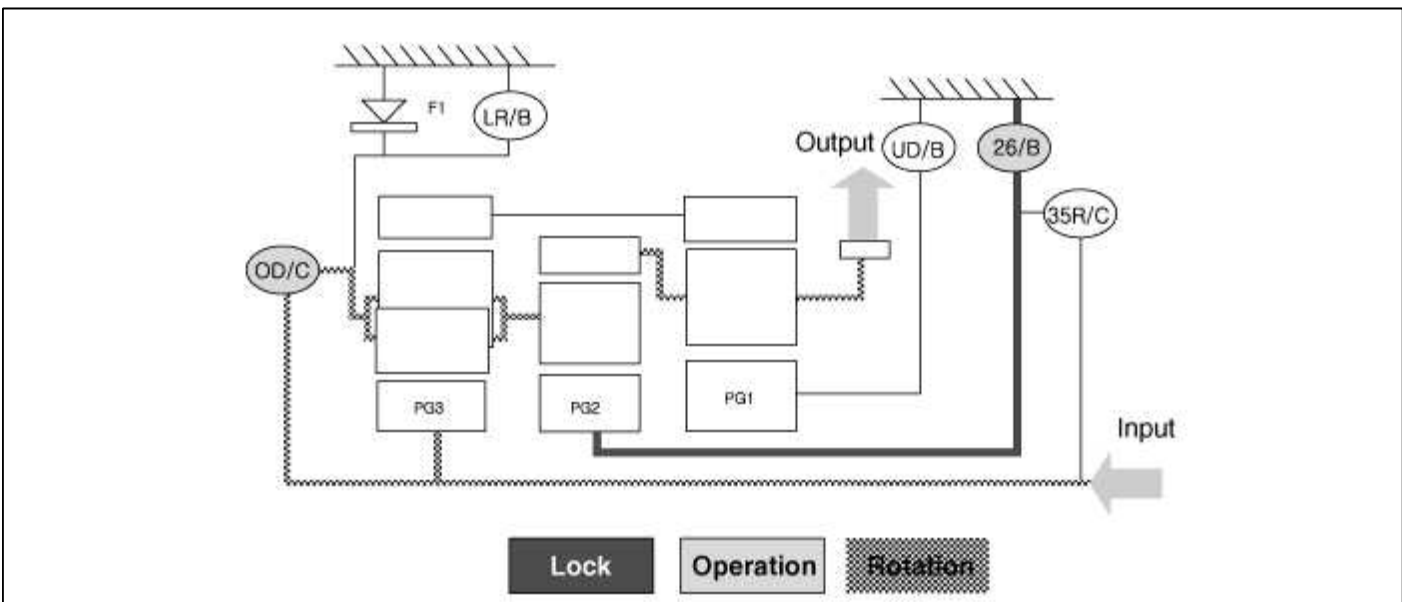 F1
LR/B
Output
UD/B
26/B
35R/C
OD/C
PG3
PG2
PG1
Input
Lock
Operation
Rotation